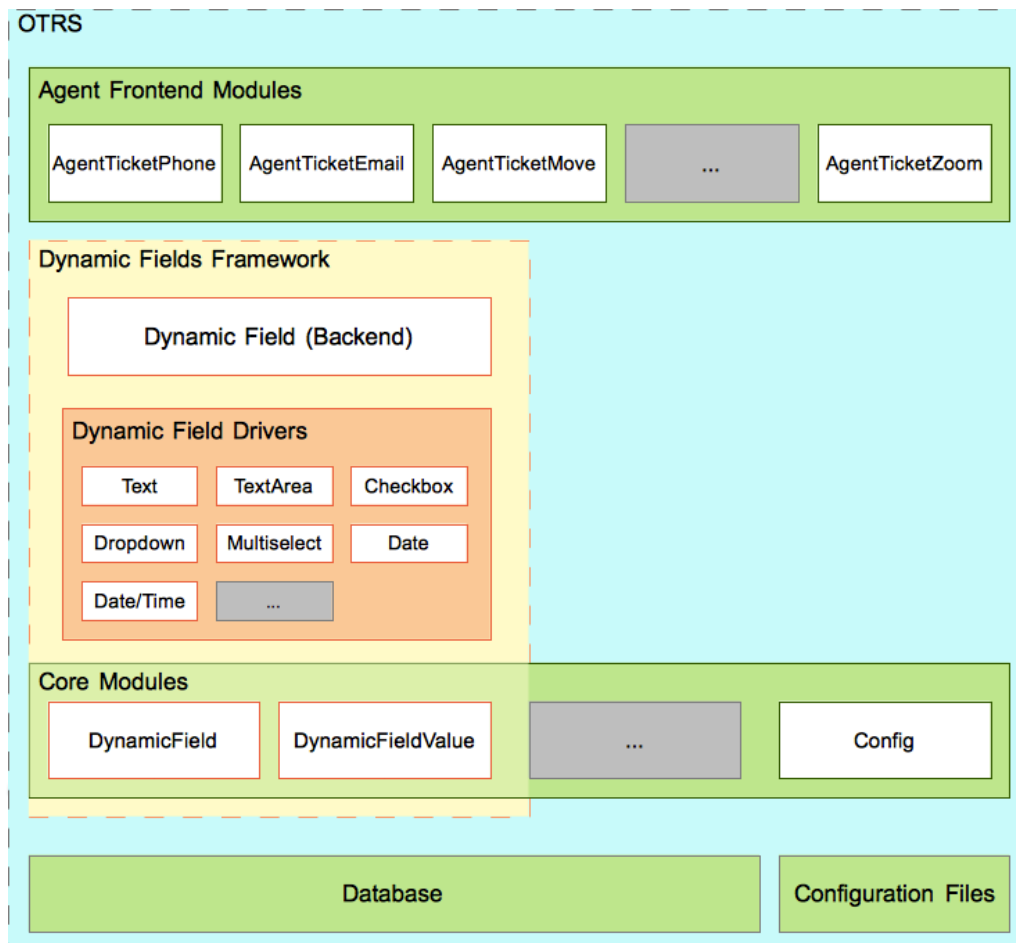 OTRS
Agent Frontend Modules
AgentTicketPhone
AgentTicketEmail
AgentTicketMove
...
AgentTicketZoom
Dynamic Fields Framework
Dynamic Field (Backend)
Dynamic Field Drivers
Text
TextArea
Checkbox
Dropdown
Multiselect
Date
Date/Time
...
Core Modules
DynamicField
DynamicFieldValue
...
Config
Database
Configuration Files